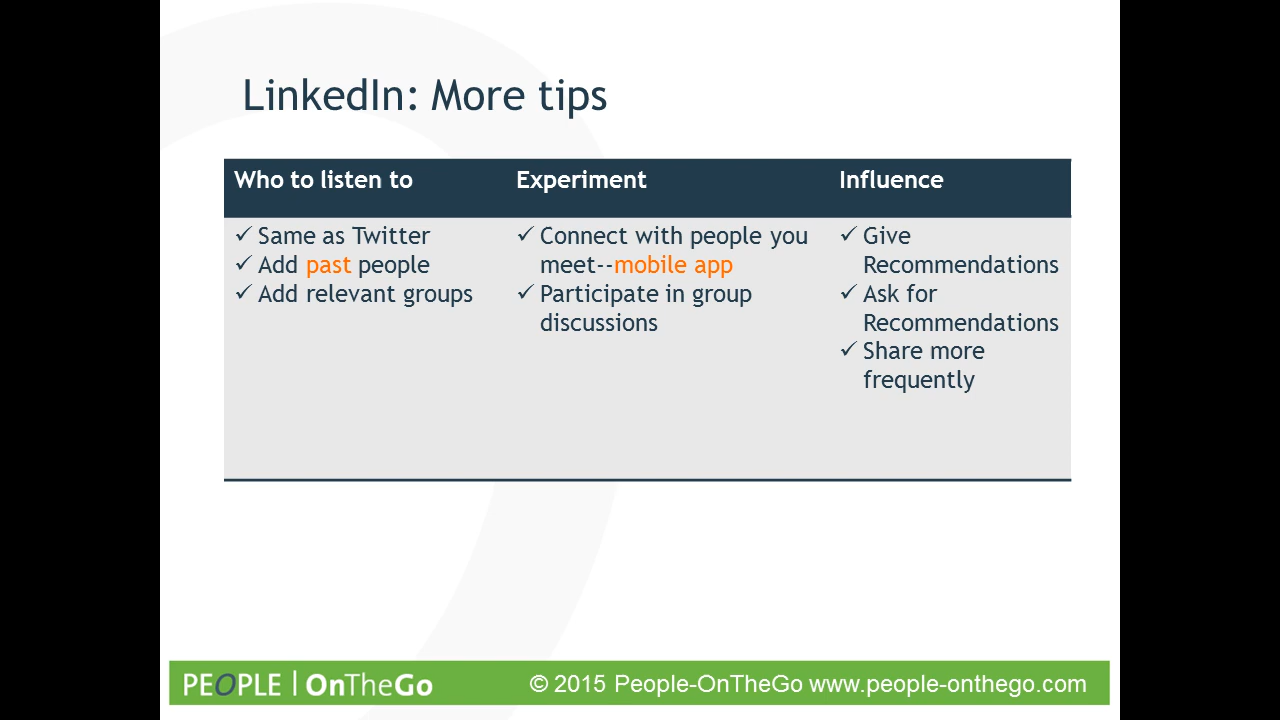 LinkedIn: More tips
Who to listen to
Experiment
Influence
✓ Same as Twitter
✓ Add past people
✓ Add relevant groups
✓ Connect with people you
meet--mobile app
✓ Participate in group
discussions
✓ Give
Recommendations
✓ Ask for
Recommendations
✓ Share more
frequently
PEOPLE | OnTheGo
© 2015 People-OnTheGo www.people-onthego.com